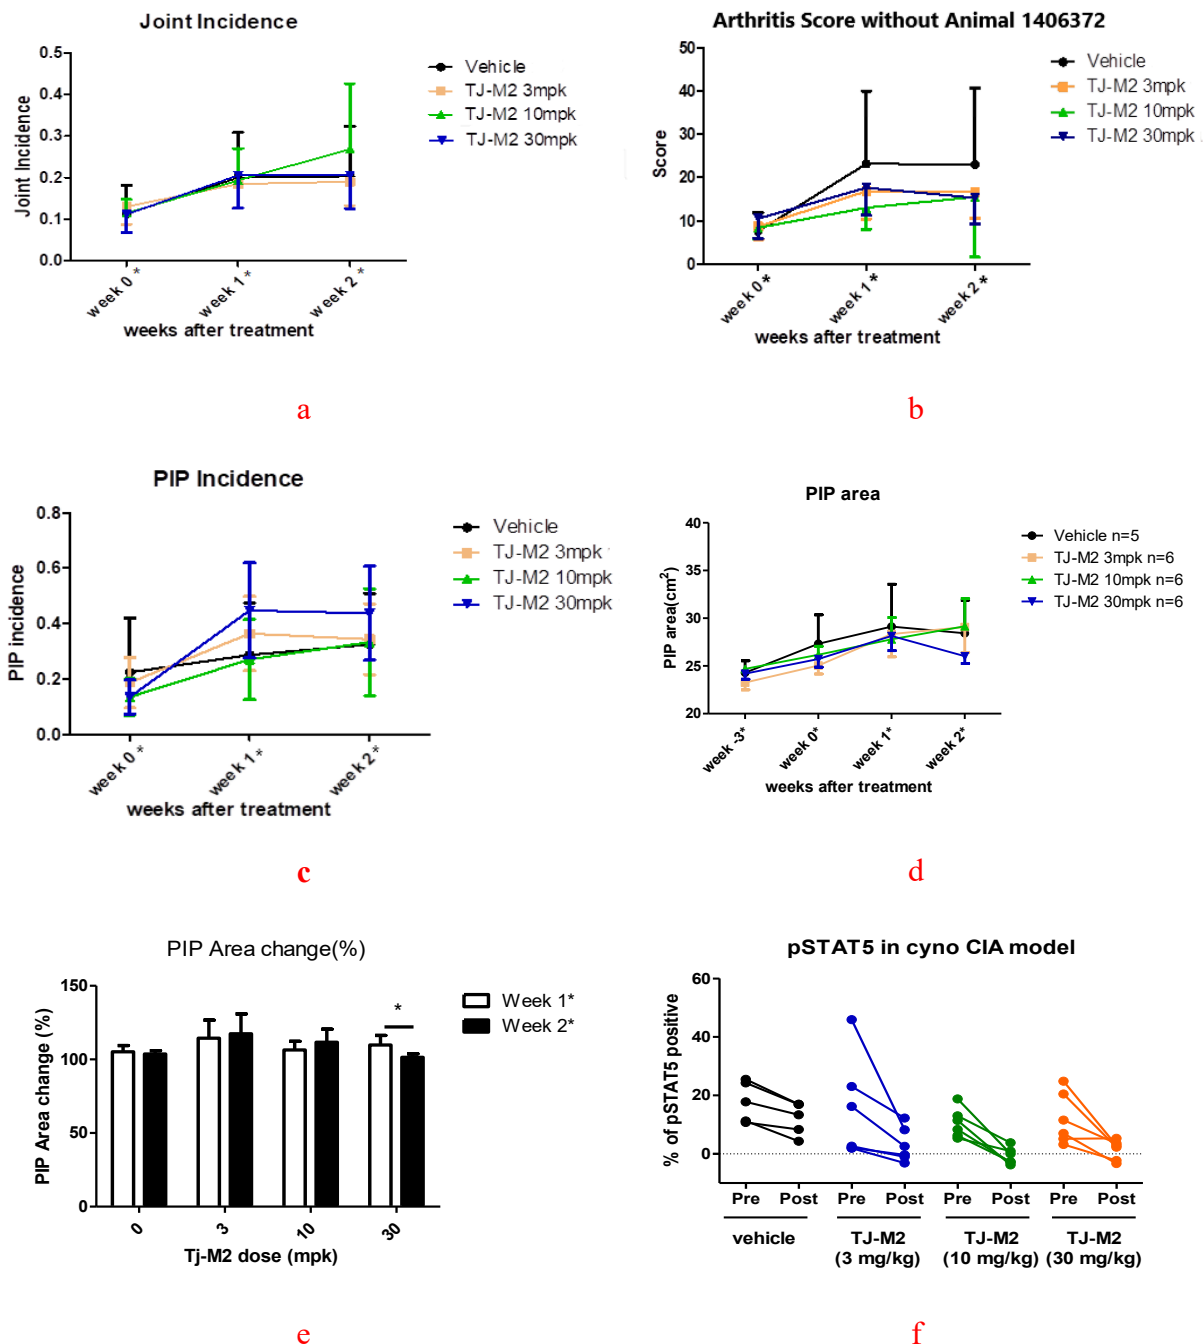 Joint Incidence
0.5
0.4
0.3
0.2
0.1
0.0
Joint Incidence
week 0*
week 1*
week 2*
weeks after treatment
Vehicle
TJ-M2 3mpk
TJ-M2 10mpk
TJ-M2 30mpk
a
Arthritis Score without Animal 1406372
50
40
30
20
10
0
Score
week 0*
week 1*
week 2*
weeks after treatment
Vehicle
TJ-M2 3mpk
TJ-M2 10mpk
TJ-M2 30mpk
b
PIP Incidence
0.8
0.6
0.4
0.2
0.0
PIP incidence
week 0*
week 1*
week 2*
weeks after treatment
Vehicle
TJ-M2 3mpk
TJ-M2 10mpk
TJ-M2 30mpk
c
PIP area
40
35
30
25
20
PIP area(cm²)
week -3*
week 0*
week 1*
week 2*
weeks after treatment
Vehicle n=5
TJ-M2 3mpk n=6
TJ-M2 10mpk n=6
TJ-M2 30mpk n=6
d
PIP Area change(%)
150
100
50
0
PIP Area change (%)
*
0
3
10
30
Tj-M2 dose (mpk)
Week 1*
Week 2*
e
pSTAT5 in cyno CIA model
60
40
20
0
% of pSTAT5 positive
Pre Post Pre Post Pre Post Pre Post
vehicle TJ-M2 TJ-M2 TJ-M2
(3 mg/kg) (10 mg/kg) (30 mg/kg)
f